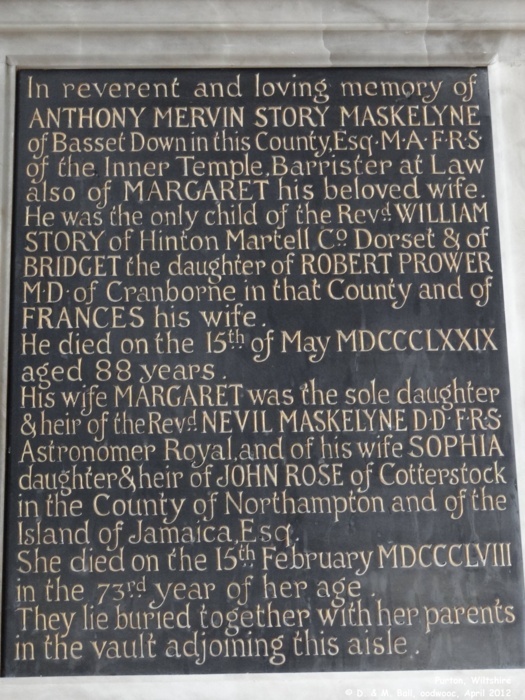 In reverent and loving memory of
ANTHONY MERVIN STORY MASKELYNE
of Basset Down in this County, Esq. M·A·F·R·S·
of the Inner Temple, Barrister at Law
also of MARGARET his beloved wife.
He was the only child of the Revd. WILLIAM
STORY of Hinton Martell Co. Dorset & of
BRIDGET the daughter of ROBERT PROWER
M·D· of Cranborne in that County and of
FRANCES his wife.
He died on the 15th of May MDCCCLXXIX
aged 88 years.
His wife MARGARET was the sole daughter
& heir of the Revd. NEVIL MASKELYNE D·D· F·R·S·
Astronomer Royal, and of his wife SOPHIA
daughter & heir of JOHN ROSE of Cotterstock
in the County of Northampton and of the
Island of Jamaica, Esq.
She died on the 15th February MDCCCLVIII
in the 73rd year of her age.
They lie buried together with her parents
in the vault adjoining this aisle.
Purton, Wiltshire
© D. & M. Ball, oodwooc, April 2012